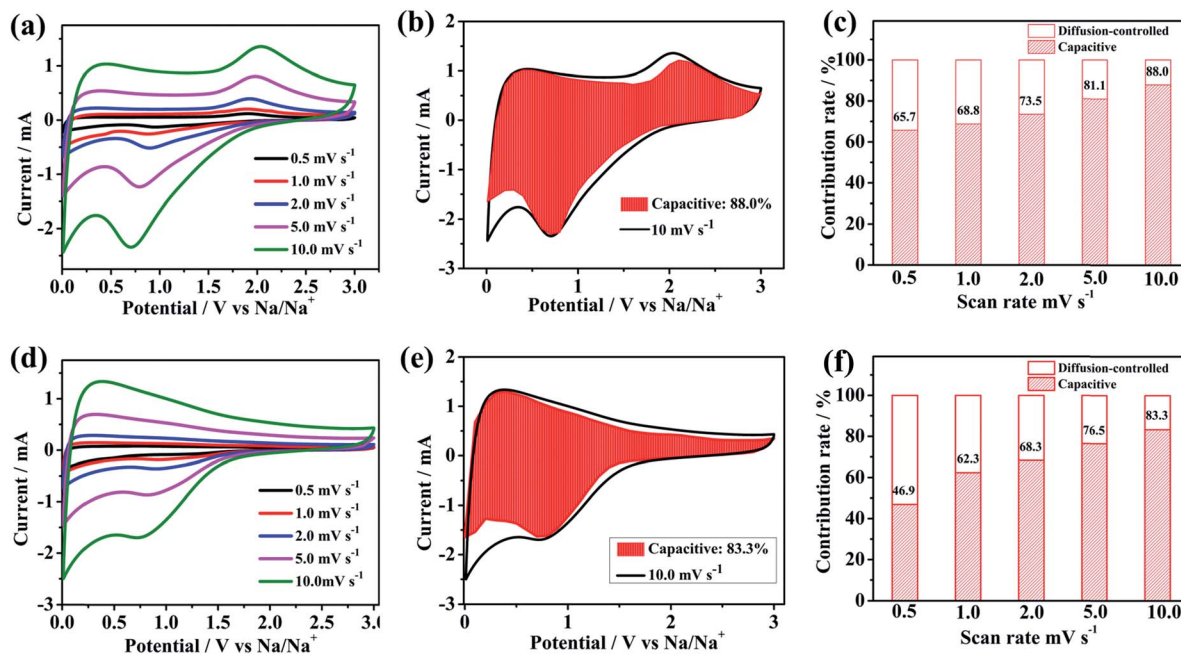 (a)
Current / mA
1
0
-1
-2
0.5 mV s⁻¹
1.0 mV s⁻¹
2.0 mV s⁻¹
5.0 mV s⁻¹
10.0 mV s⁻¹
0.0 0.5 1.0 1.5 2.0 2.5 3.0
Potential / V vs Na/Na⁺
(b)
Current / mA
2
1
0
-1
-2
-3
Capacitive: 88.0%
10 mV s⁻¹
0 1 2 3
Potential / V vs Na/Na⁺
(c)
Contribution rate / %
Diffusion-controlled
Capacitive
100
80
60
40
20
0
65.7 68.8 73.5 81.1 88.0
0.5 1.0 2.0 5.0 10.0
Scan rate mV s⁻¹
(d)
Current / mA
2
1
0
-1
-2
-3
0.5 mV s⁻¹
1.0 mV s⁻¹
2.0 mV s⁻¹
5.0 mV s⁻¹
10.0mV s⁻¹
0.0 0.5 1.0 1.5 2.0 2.5 3.0
Potential / V vs Na/Na⁺
(e)
Current / mA
2
1
0
-1
-2
-3
Capacitive: 83.3%
10.0 mV s⁻¹
0 1 2 3
Potential / V vs Na/Na⁺
(f)
Contribution rate / %
Diffusion-controlled
Capacitive
100
80
60
40
20
0
46.9 62.3 68.3 76.5 83.3
0.5 1.0 2.0 5.0 10.0
Scan rate mV s⁻¹